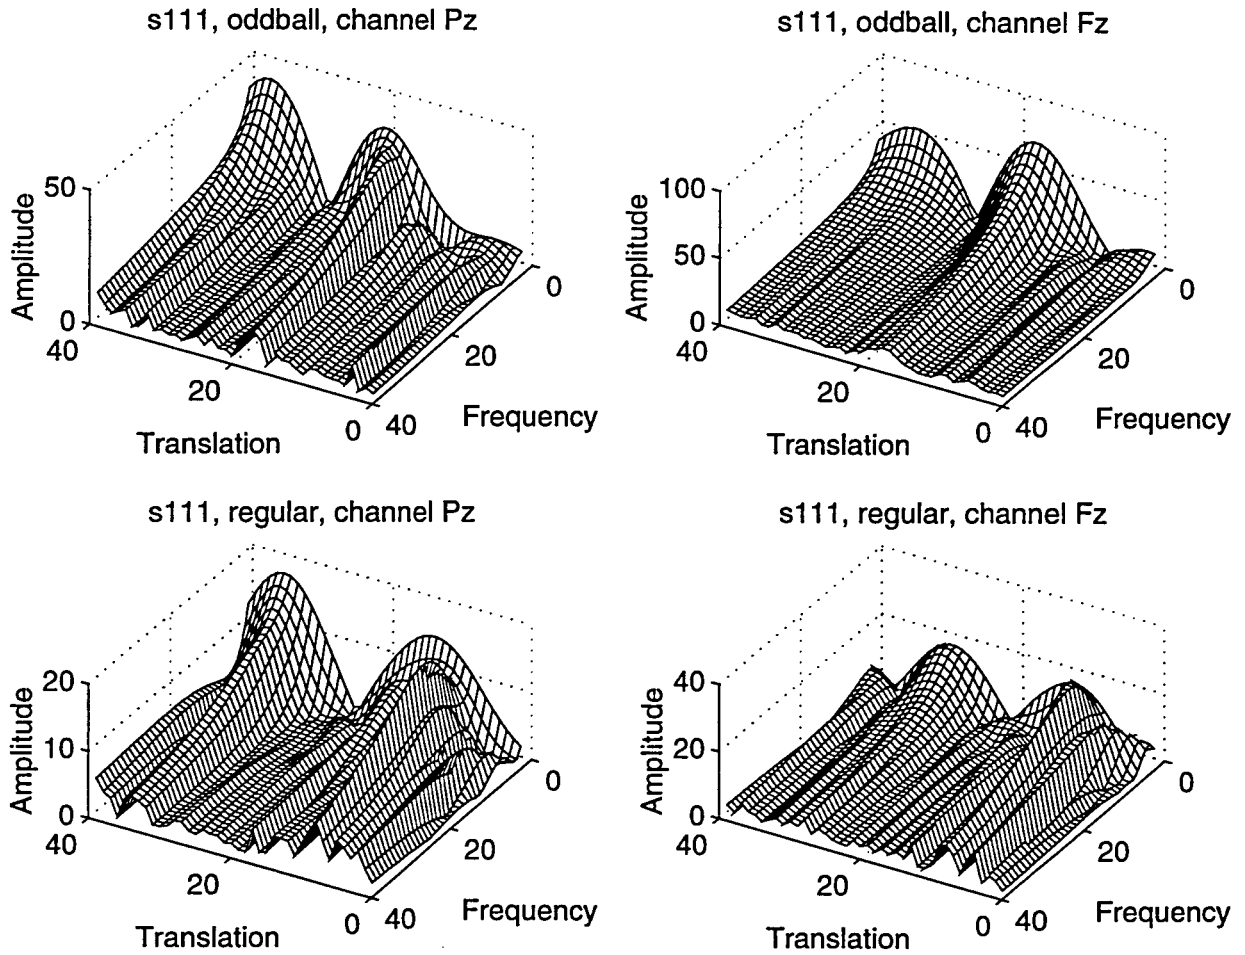 s111, oddball, channel Pz
Amplitude
50
0
40
20
0
Translation
40
20
0
Frequency
s111, oddball, channel Fz
Amplitude
100
50
0
40
20
0
Translation
40
20
0
Frequency
s111, regular, channel Pz
Amplitude
20
10
0
40
20
0
Translation
40
20
0
Frequency
s111, regular, channel Fz
Amplitude
40
20
0
40
20
0
Translation
40
20
0
Frequency